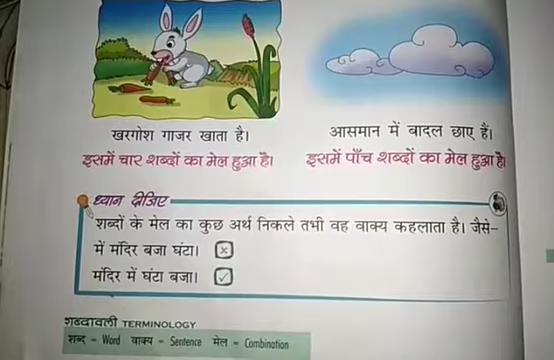 खरगोश गाजर खाता है।
आसमान में बादल छाए हैं।
इसमें चार शब्दों का मेल हुआ है।
इसमें पाँच शब्दों का मेल हुआ है।
ध्यान दीजिए
शब्दों के मेल का कुछ अर्थ निकले तभी वह वाक्य कहलाता है। जैसे–
में मंदिर बजा घंटा।
मंदिर में घंटा बजा।
शब्दावली TERMINOLOGY
शब्द = Word वाक्य = Sentence मेल = Combination